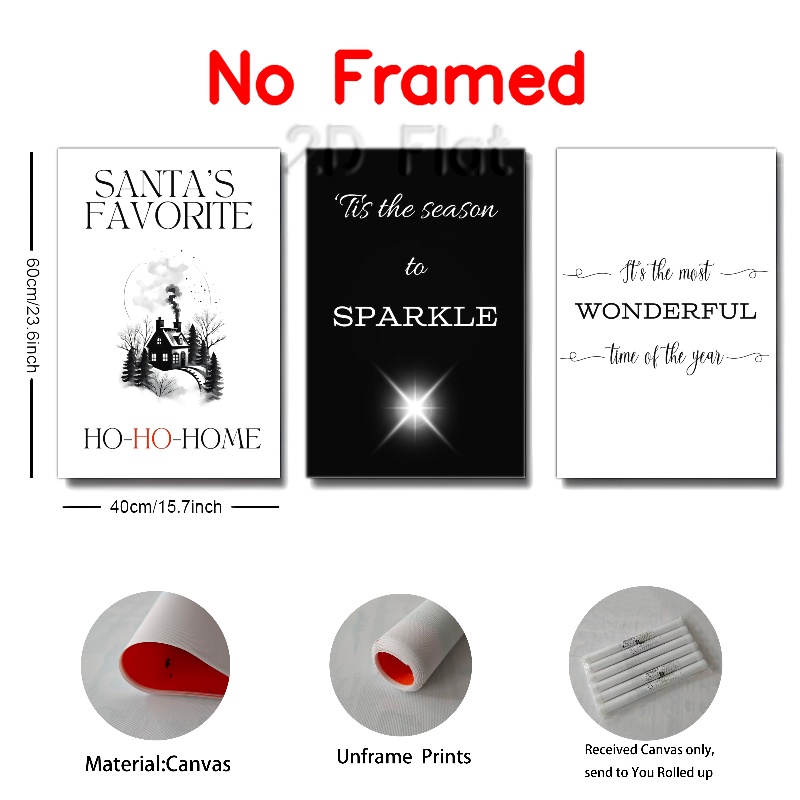 No Framed
2D Flat
SANTA'S
FAVORITE
HO-HO-HOME
'Tis the season
to
SPARKLE
It's the most
WONDERFUL
time of the year
60cm/23.6inch
40cm/15.7inch
Material:Canvas
Unframe Prints
Received Canvas only,
send to You Rolled up